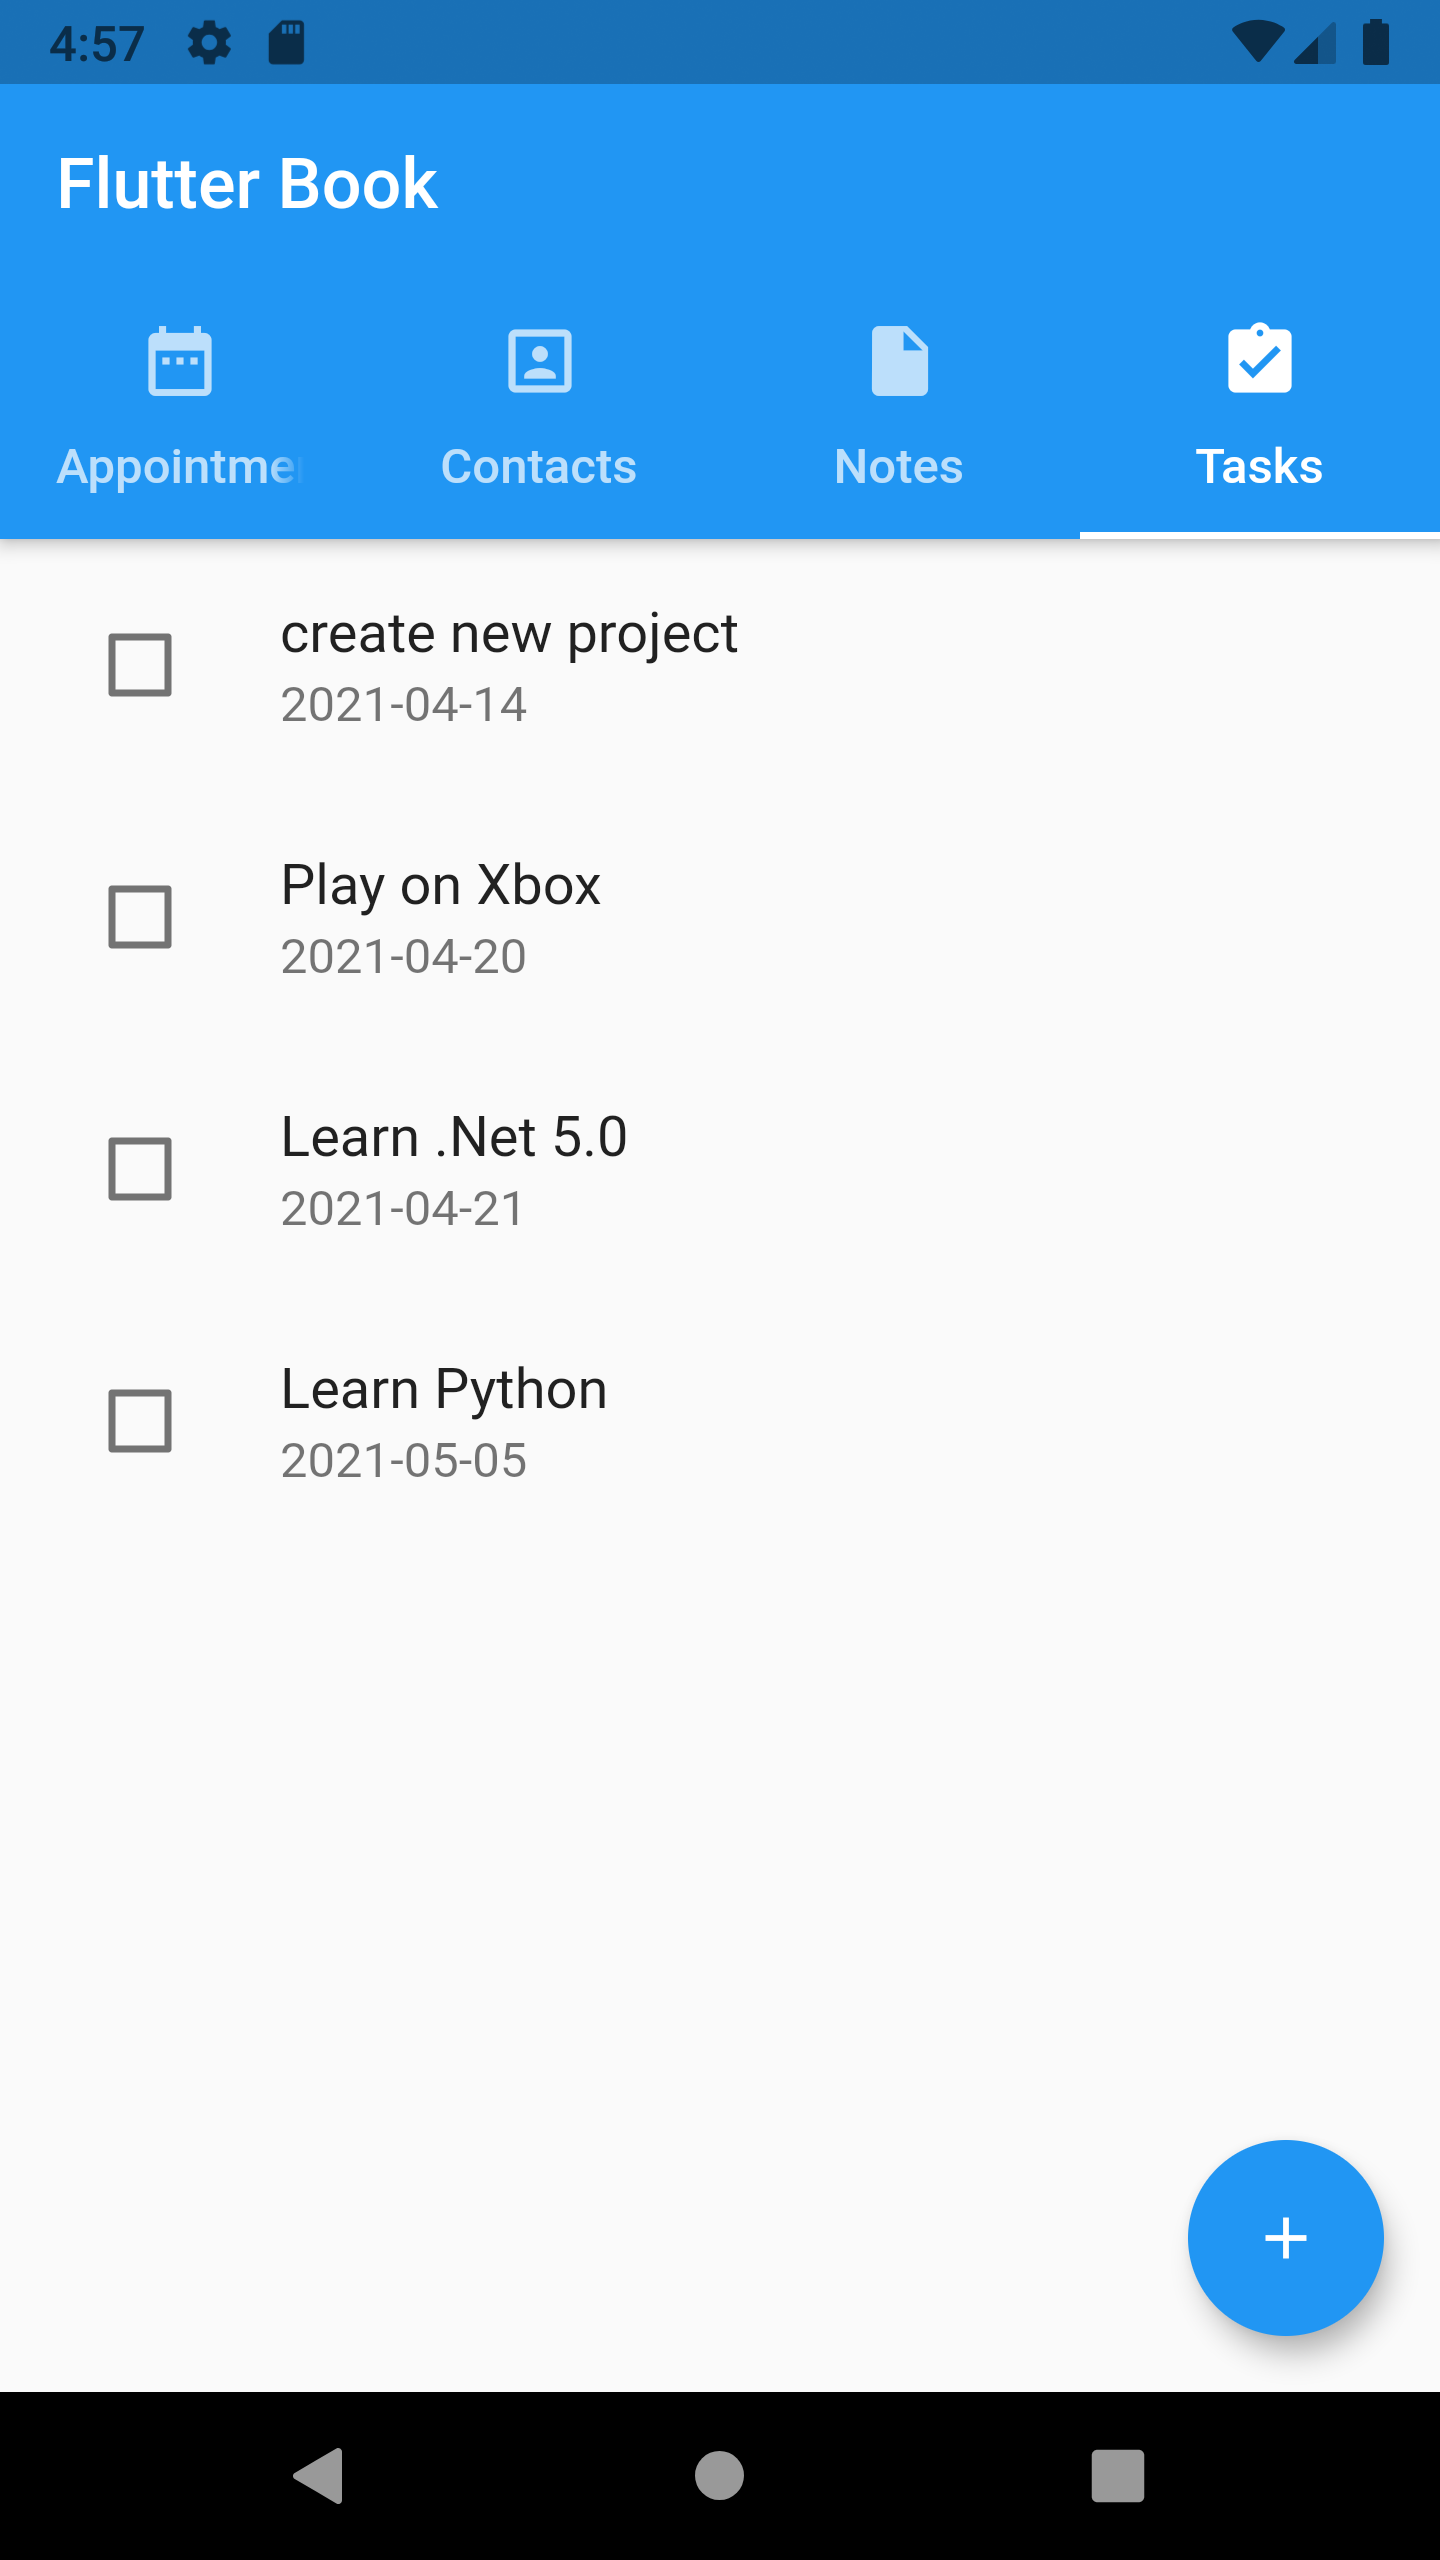 4:57
Flutter Book
Appointme
Contacts
Notes
Tasks
create new project
2021-04-14
Play on Xbox
2021-04-20
Learn .Net 5.0
2021-04-21
Learn Python
2021-05-05